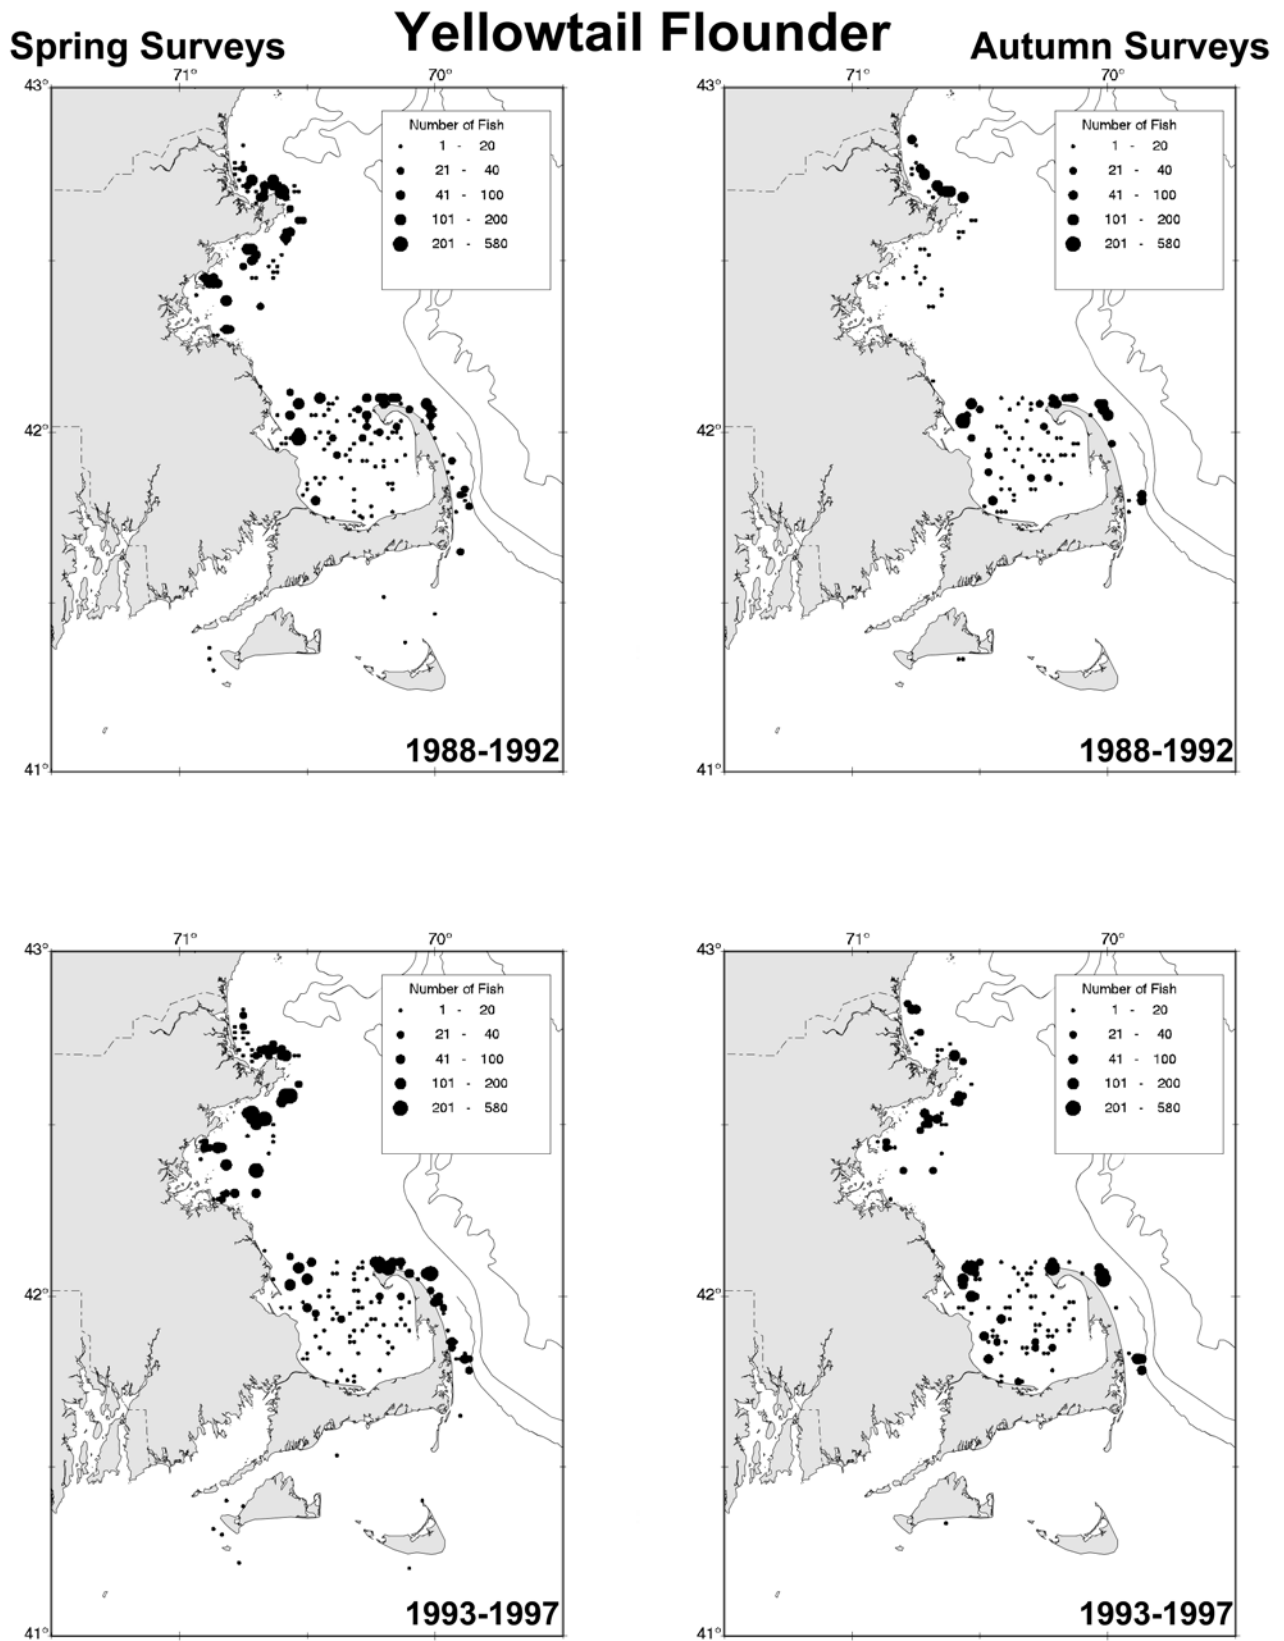 Yellowtail Flounder
Spring Surveys
Autumn Surveys
71° 70°
43°
Number of Fish
1 - 20
21 - 40
41 - 100
101 - 200
201 - 580
42°
1988-1992
41°
71° 70°
43°
Number of Fish
1 - 20
21 - 40
41 - 100
101 - 200
201 - 580
42°
1988-1992
41°
71° 70°
43°
Number of Fish
1 - 20
21 - 40
41 - 100
101 - 200
201 - 580
42°
1993-1997
41°
71° 70°
43°
Number of Fish
1 - 20
21 - 40
41 - 100
101 - 200
201 - 580
42°
1993-1997
41°